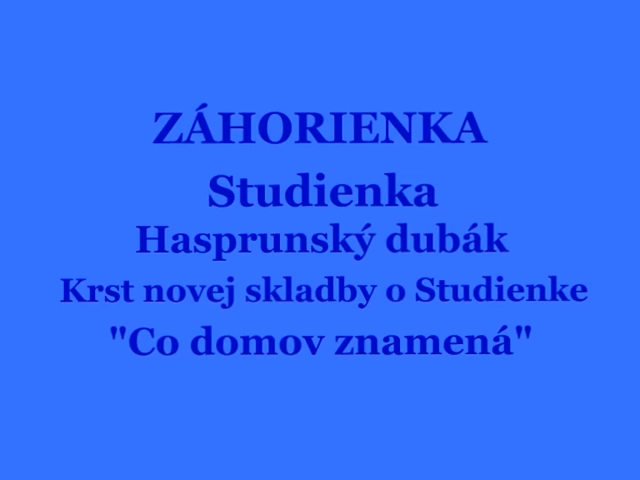 ZÁHORIENKA
Studienka
Hasprunský dubák
Krst novej skladby o Studienke
"Co domov znamená"